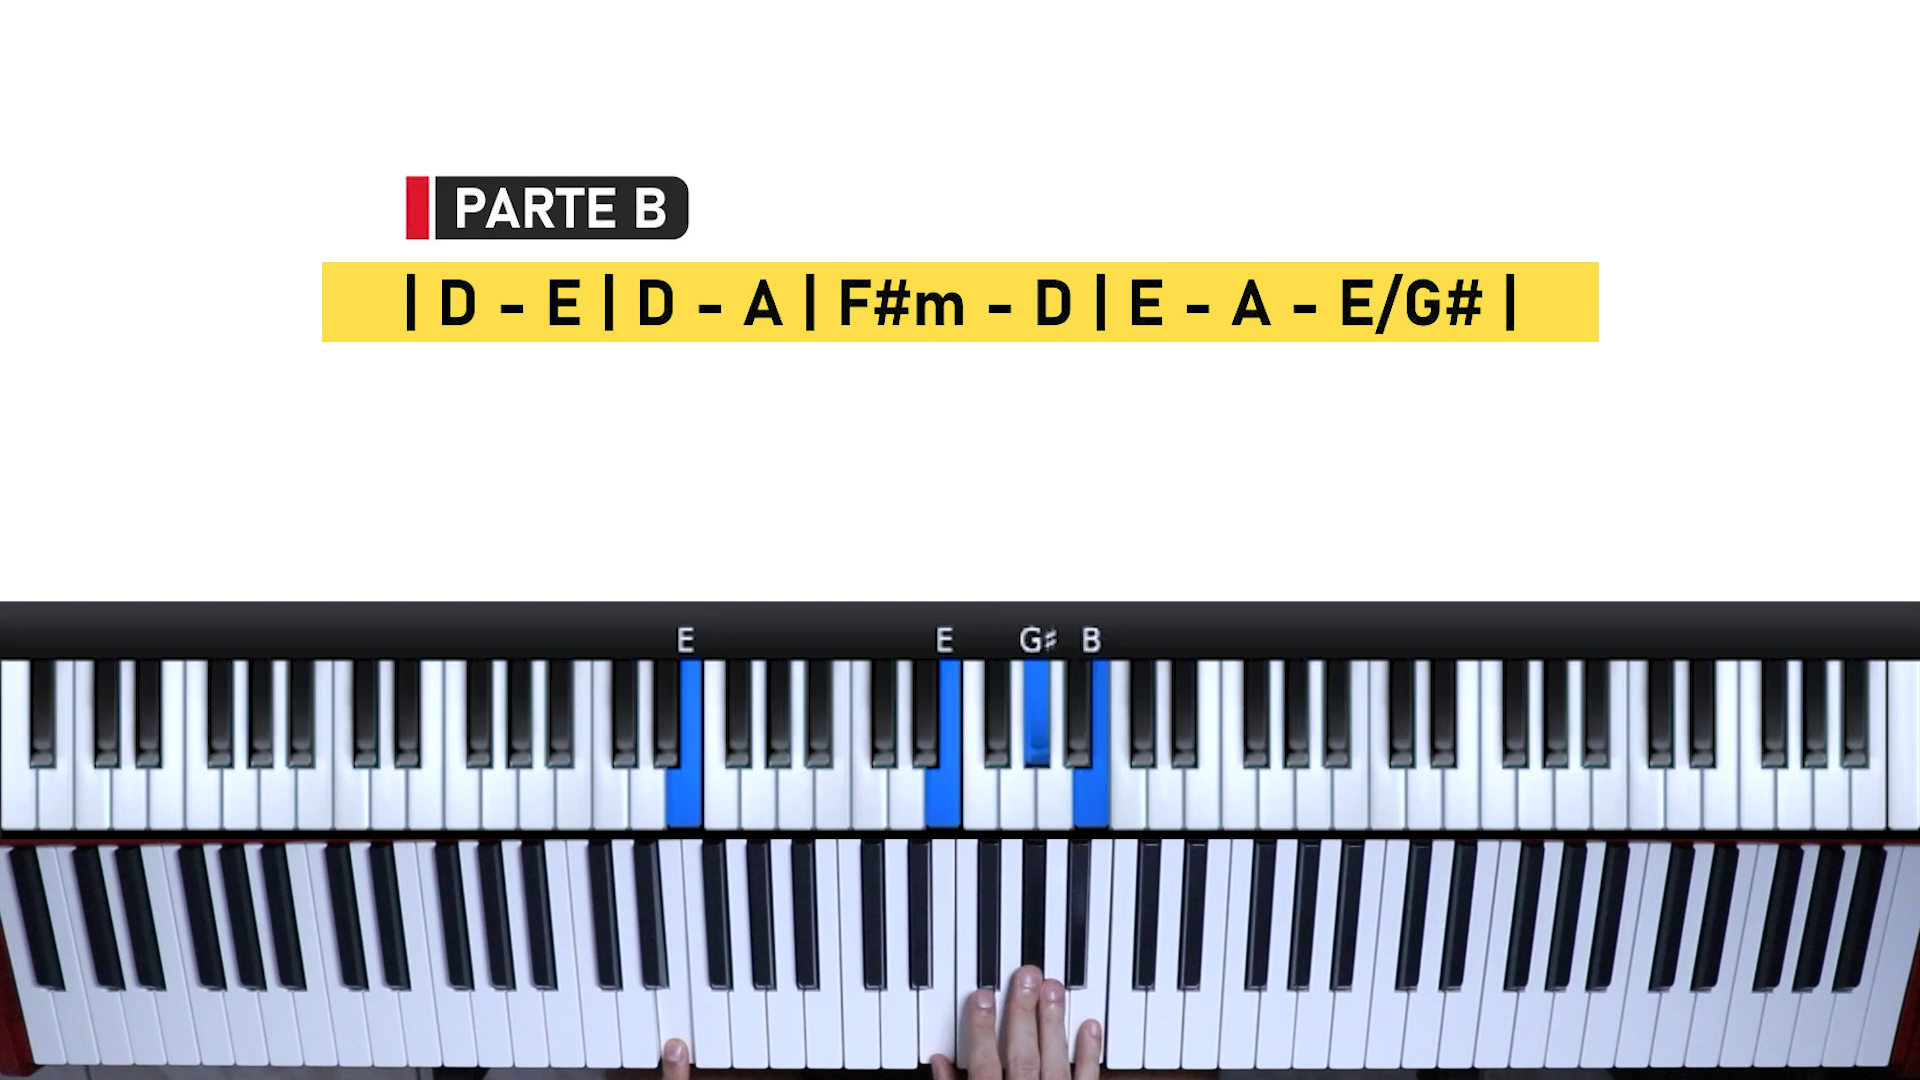 PARTE B
| D - E | D - A | F#m - D | E - A - E/G# |
E E G♯ B